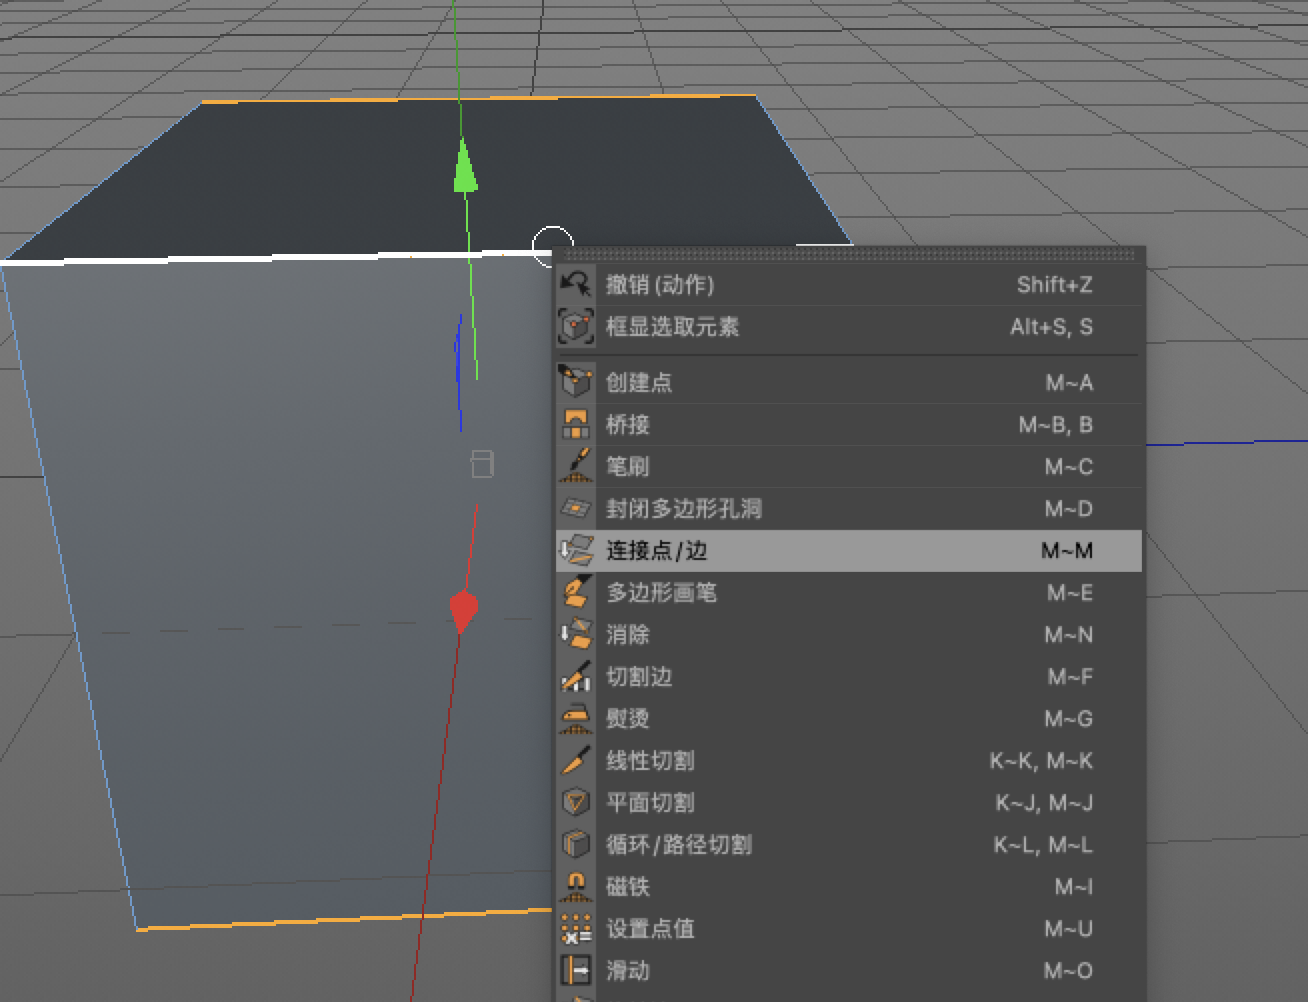 撤销(动作) Shift+Z
框显选取元素 Alt+S, S
创建点 M~A
桥接 M~B, B
笔刷 M~C
封闭多边形孔洞 M~D
连接点/边 M~M
多边形画笔 M~E
消除 M~N
切割边 M~F
熨烫 M~G
线性切割 K~K, M~K
平面切割 K~J, M~J
循环/路径切割 K~L, M~L
磁铁 M~I
设置点值 M~U
滑动 M~O